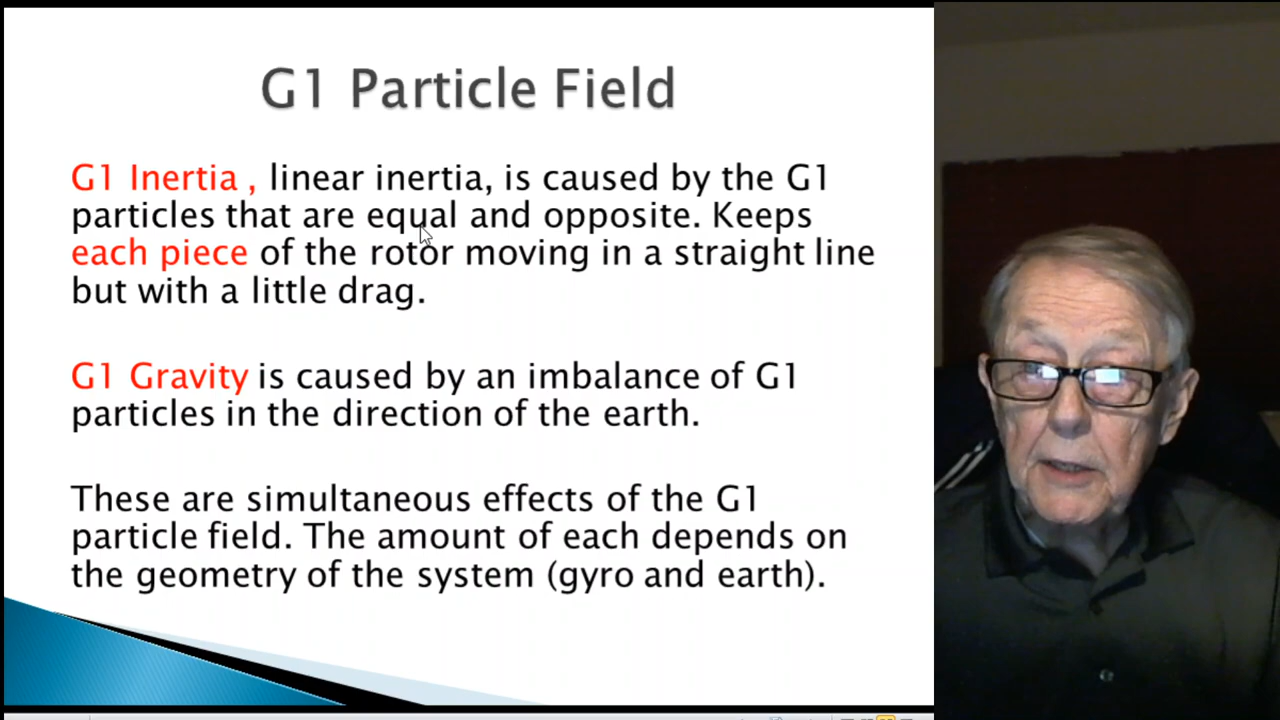 G1 Particle Field
G1 Inertia , linear inertia, is caused by the G1
particles that are equal and opposite. Keeps
each piece of the rotor moving in a straight line
but with a little drag.
G1 Gravity is caused by an imbalance of G1
particles in the direction of the earth.
These are simultaneous effects of the G1
particle field. The amount of each depends on
the geometry of the system (gyro and earth).